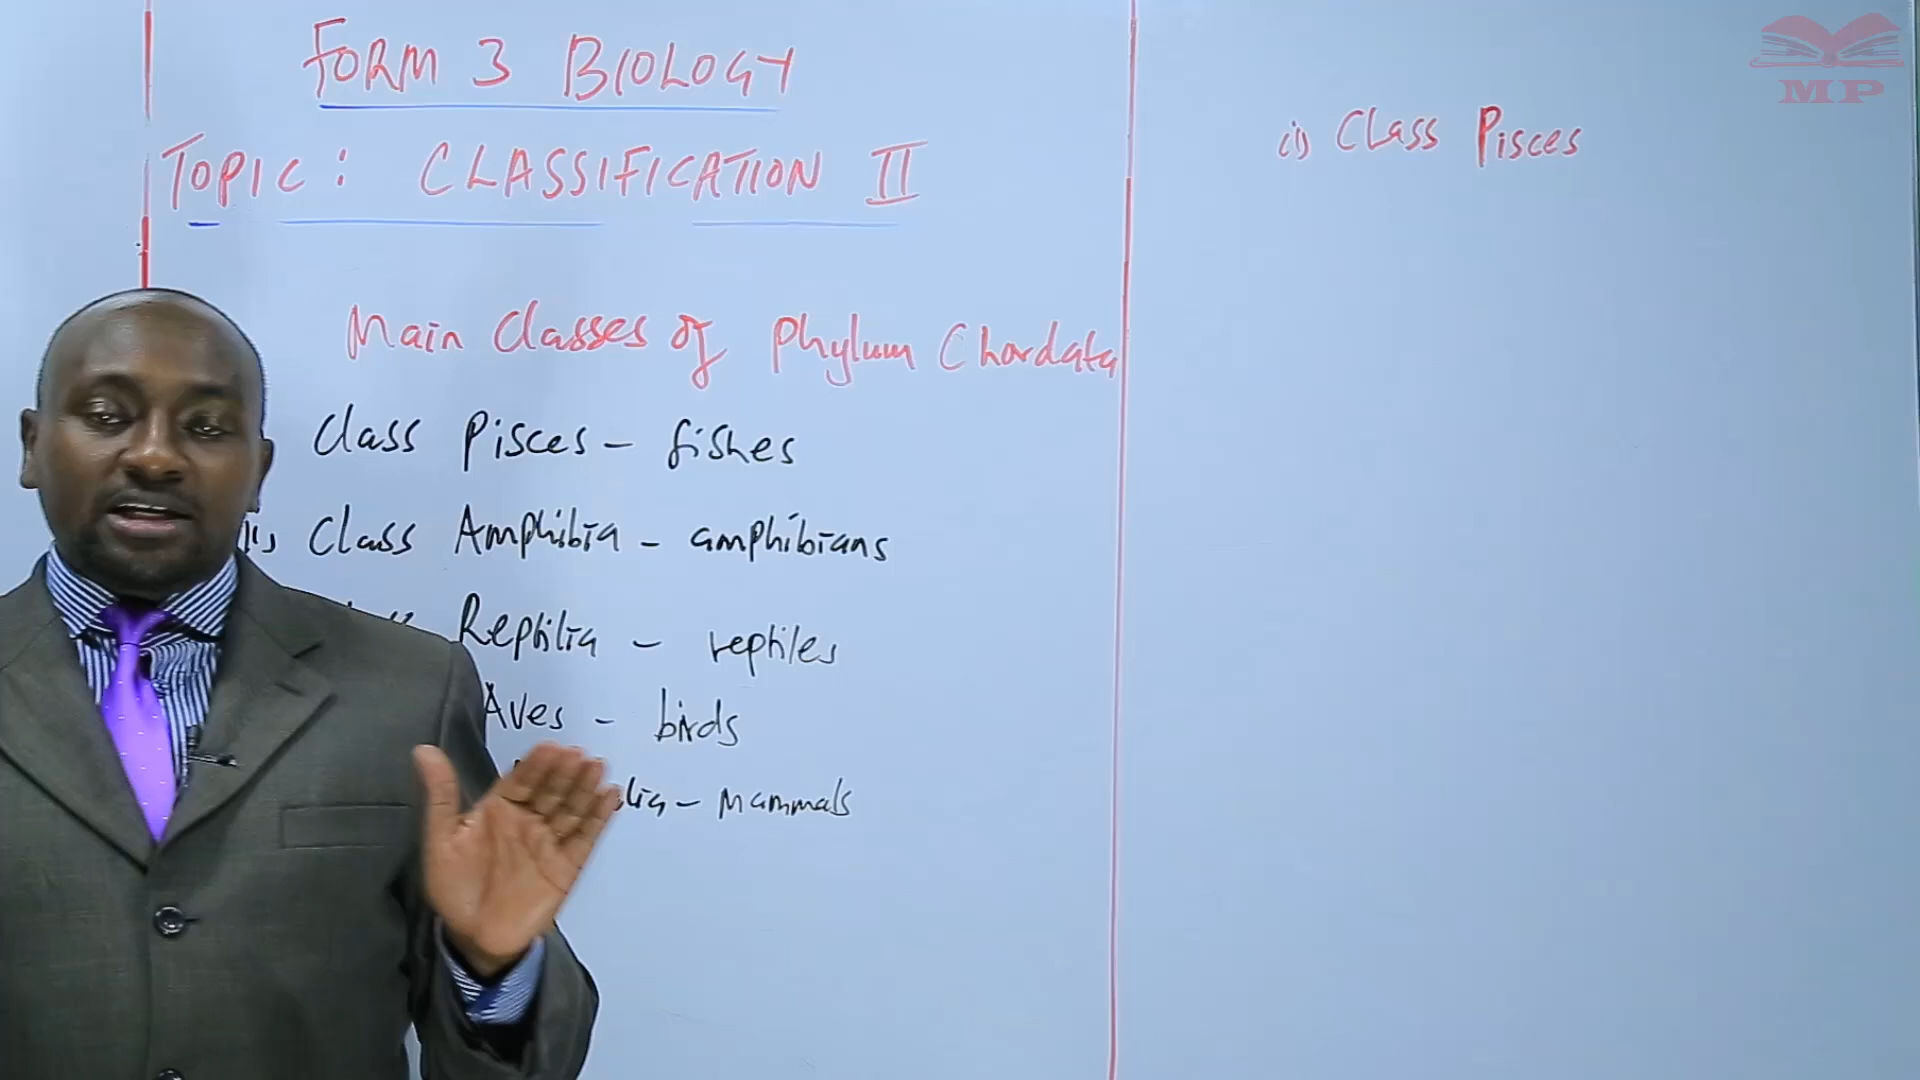 FORM 3 BIOLOGY
TOPIC: CLASSIFICATION II
Main Classes of Phylum Chordata
Class Pisces - fishes
ii) Class Amphibia - amphibians
Reptilia - reptiles
Aves - birds
- mammals
i) Class Pisces
MP